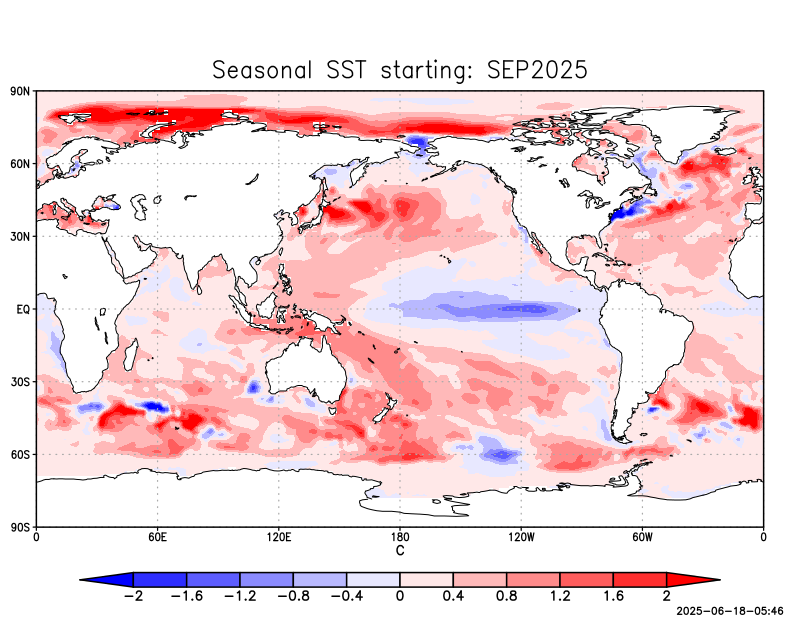 Seasonal SST starting: SEP2025
90N
60N
30N
EQ
30S
60S
90S
0 60E 120E 180 120W 60W 0
C
-2 -1.6 -1.2 -0.8 -0.4 0 0.4 0.8 1.2 1.6 2
2025-06-18-05:46